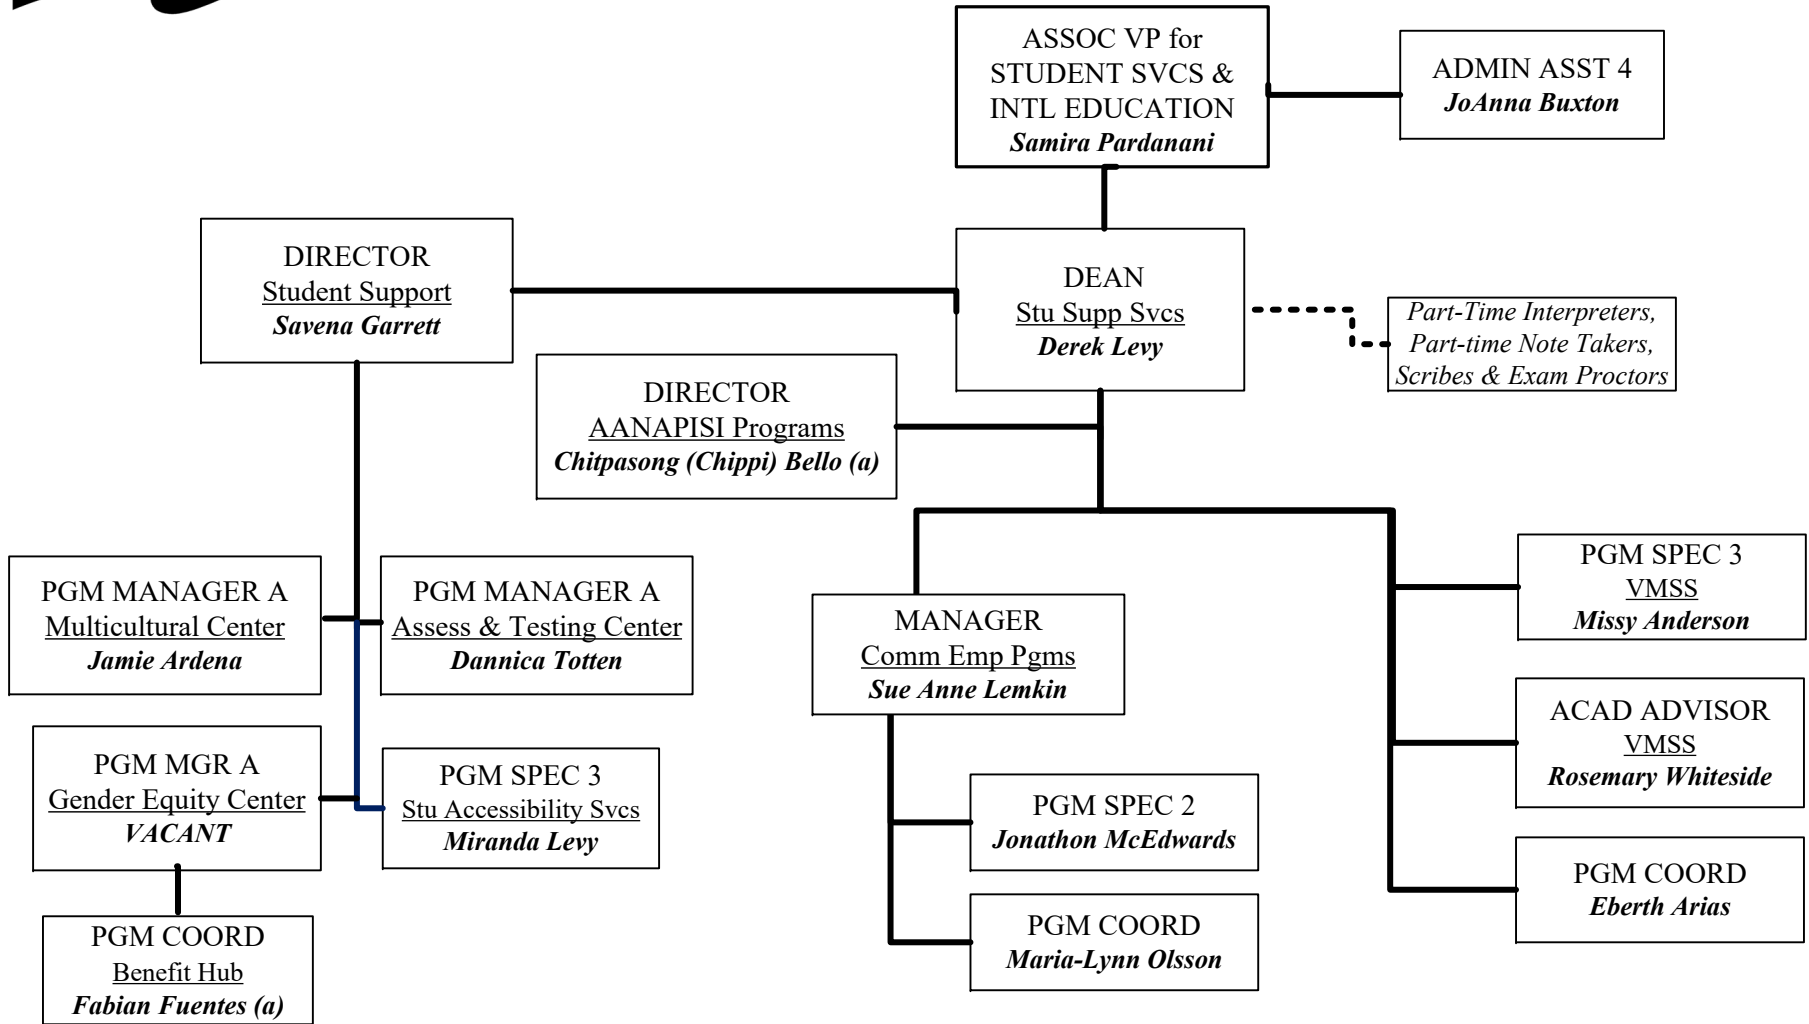 ASSOC VP for
STUDENT SVCS &
INTL EDUCATION
Samira Pardanani
ADMIN ASST 4
JoAnna Buxton
DIRECTOR
Student Support
Savena Garrett
DEAN
Stu Supp Svcs
Derek Levy
Part-Time Interpreters,
Part-time Note Takers,
Scribes & Exam Proctors
DIRECTOR
AANAPISI Programs
Chitpasong (Chippi) Bello (a)
PGM MANAGER A
Multicultural Center
Jamie Ardena
PGM MANAGER A
Assess & Testing Center
Dannica Totten
MANAGER
Comm Emp Pgms
Sue Anne Lemkin
PGM SPEC 3
VMSS
Missy Anderson
ACAD ADVISOR
VMSS
Rosemary Whiteside
PGM MGR A
Gender Equity Center
VACANT
PGM SPEC 3
Stu Accessibility Svcs
Miranda Levy
PGM SPEC 2
Jonathon McEdwards
PGM COORD
Eberth Arias
PGM COORD
Benefit Hub
Fabian Fuentes (a)
PGM COORD
Maria-Lynn Olsson